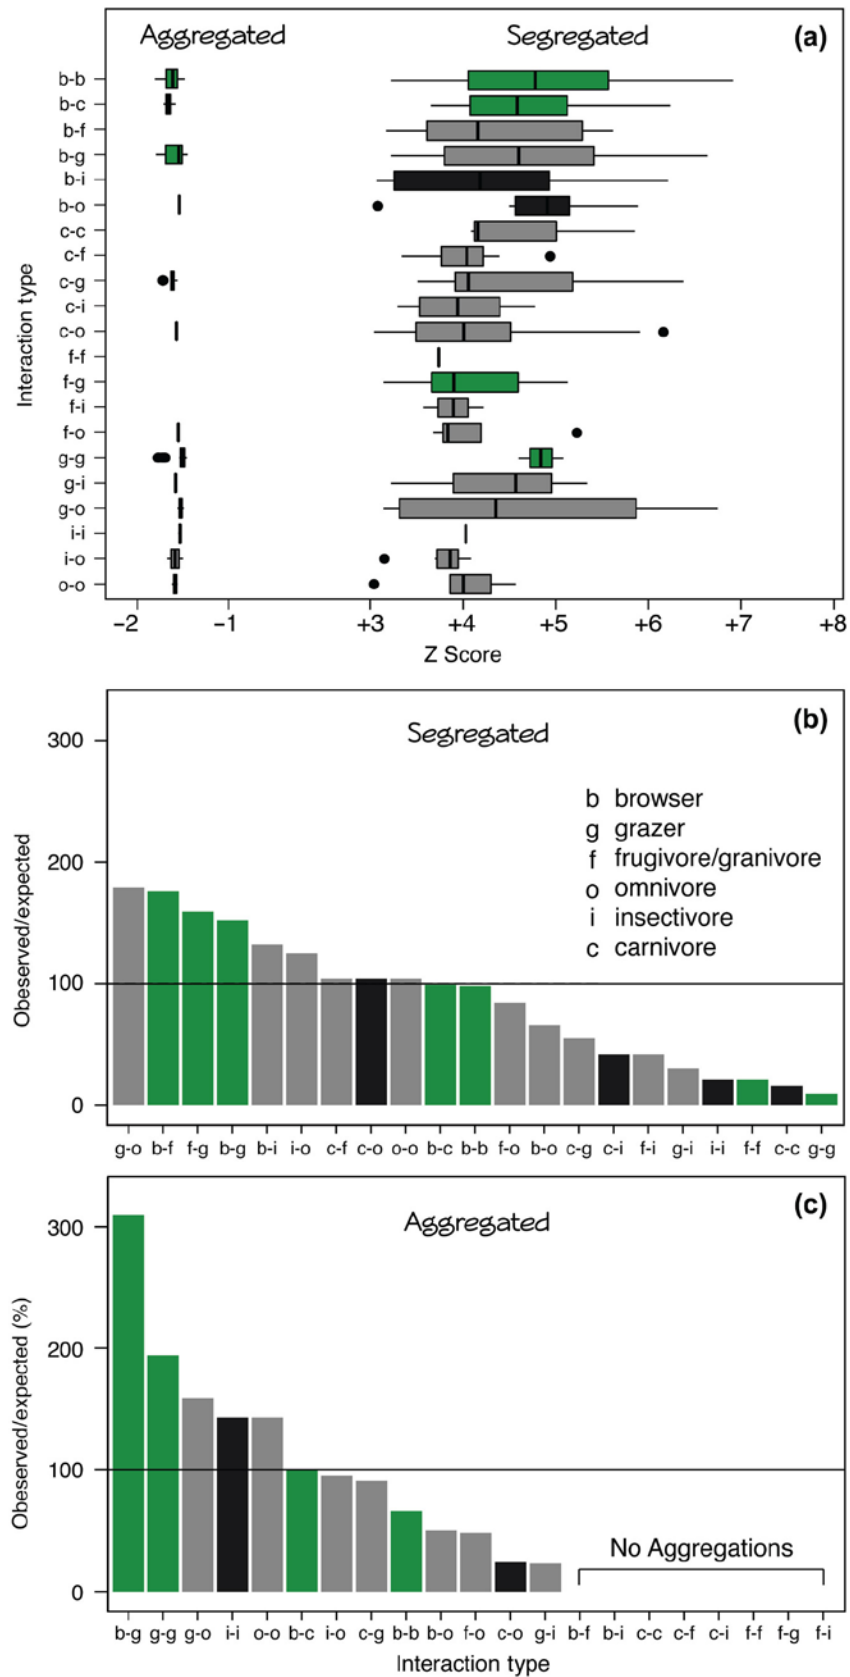 (a)
Aggregated Segregated
Interaction type
b-b
b-c
b-f
b-g
b-i
b-o
c-c
c-f
c-g
c-i
c-o
f-f
f-g
f-i
f-o
g-g
g-i
g-o
i-i
i-o
o-o
−2 −1 +3 +4 +5 +6 +7 +8
Z Score
(b)
Segregated
Obeserved/expected
300
200
100
0
b browser
g grazer
f frugivore/granivore
o omnivore
i insectivore
c carnivore
g-o b-f f-g b-g b-i i-o c-f c-o o-o b-c b-b f-o b-o c-g c-i f-i g-i i-i f-f c-c g-g
(c)
Aggregated
Obeserved/expected (%)
300
200
100
0
No Aggregations
b-g g-g g-o i-i o-o b-c i-o c-g b-b b-o f-o c-o g-i b-f b-i c-c c-f c-i f-f f-g f-i
Interaction type